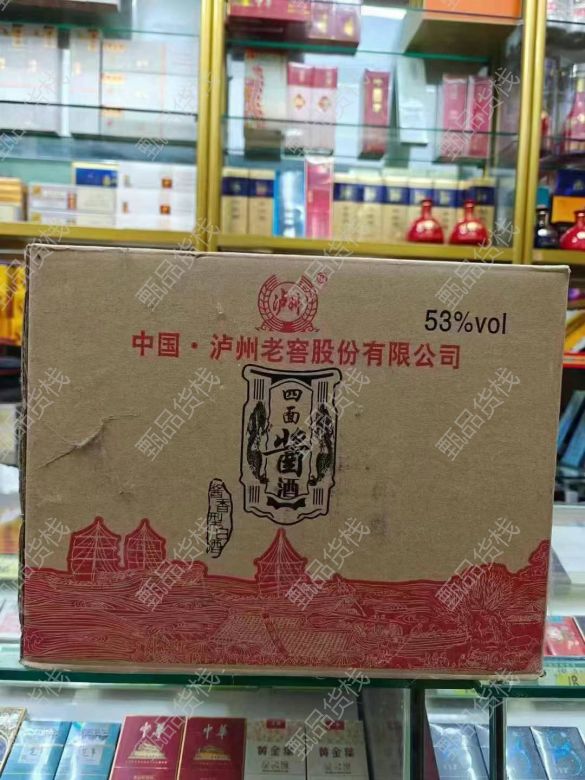 泸州
53%vol
中国·泸州老窖股份有限公司
四面
酱
酒
酱香型白酒
中华
中华
黄金叶
黄金叶
甄品货栈